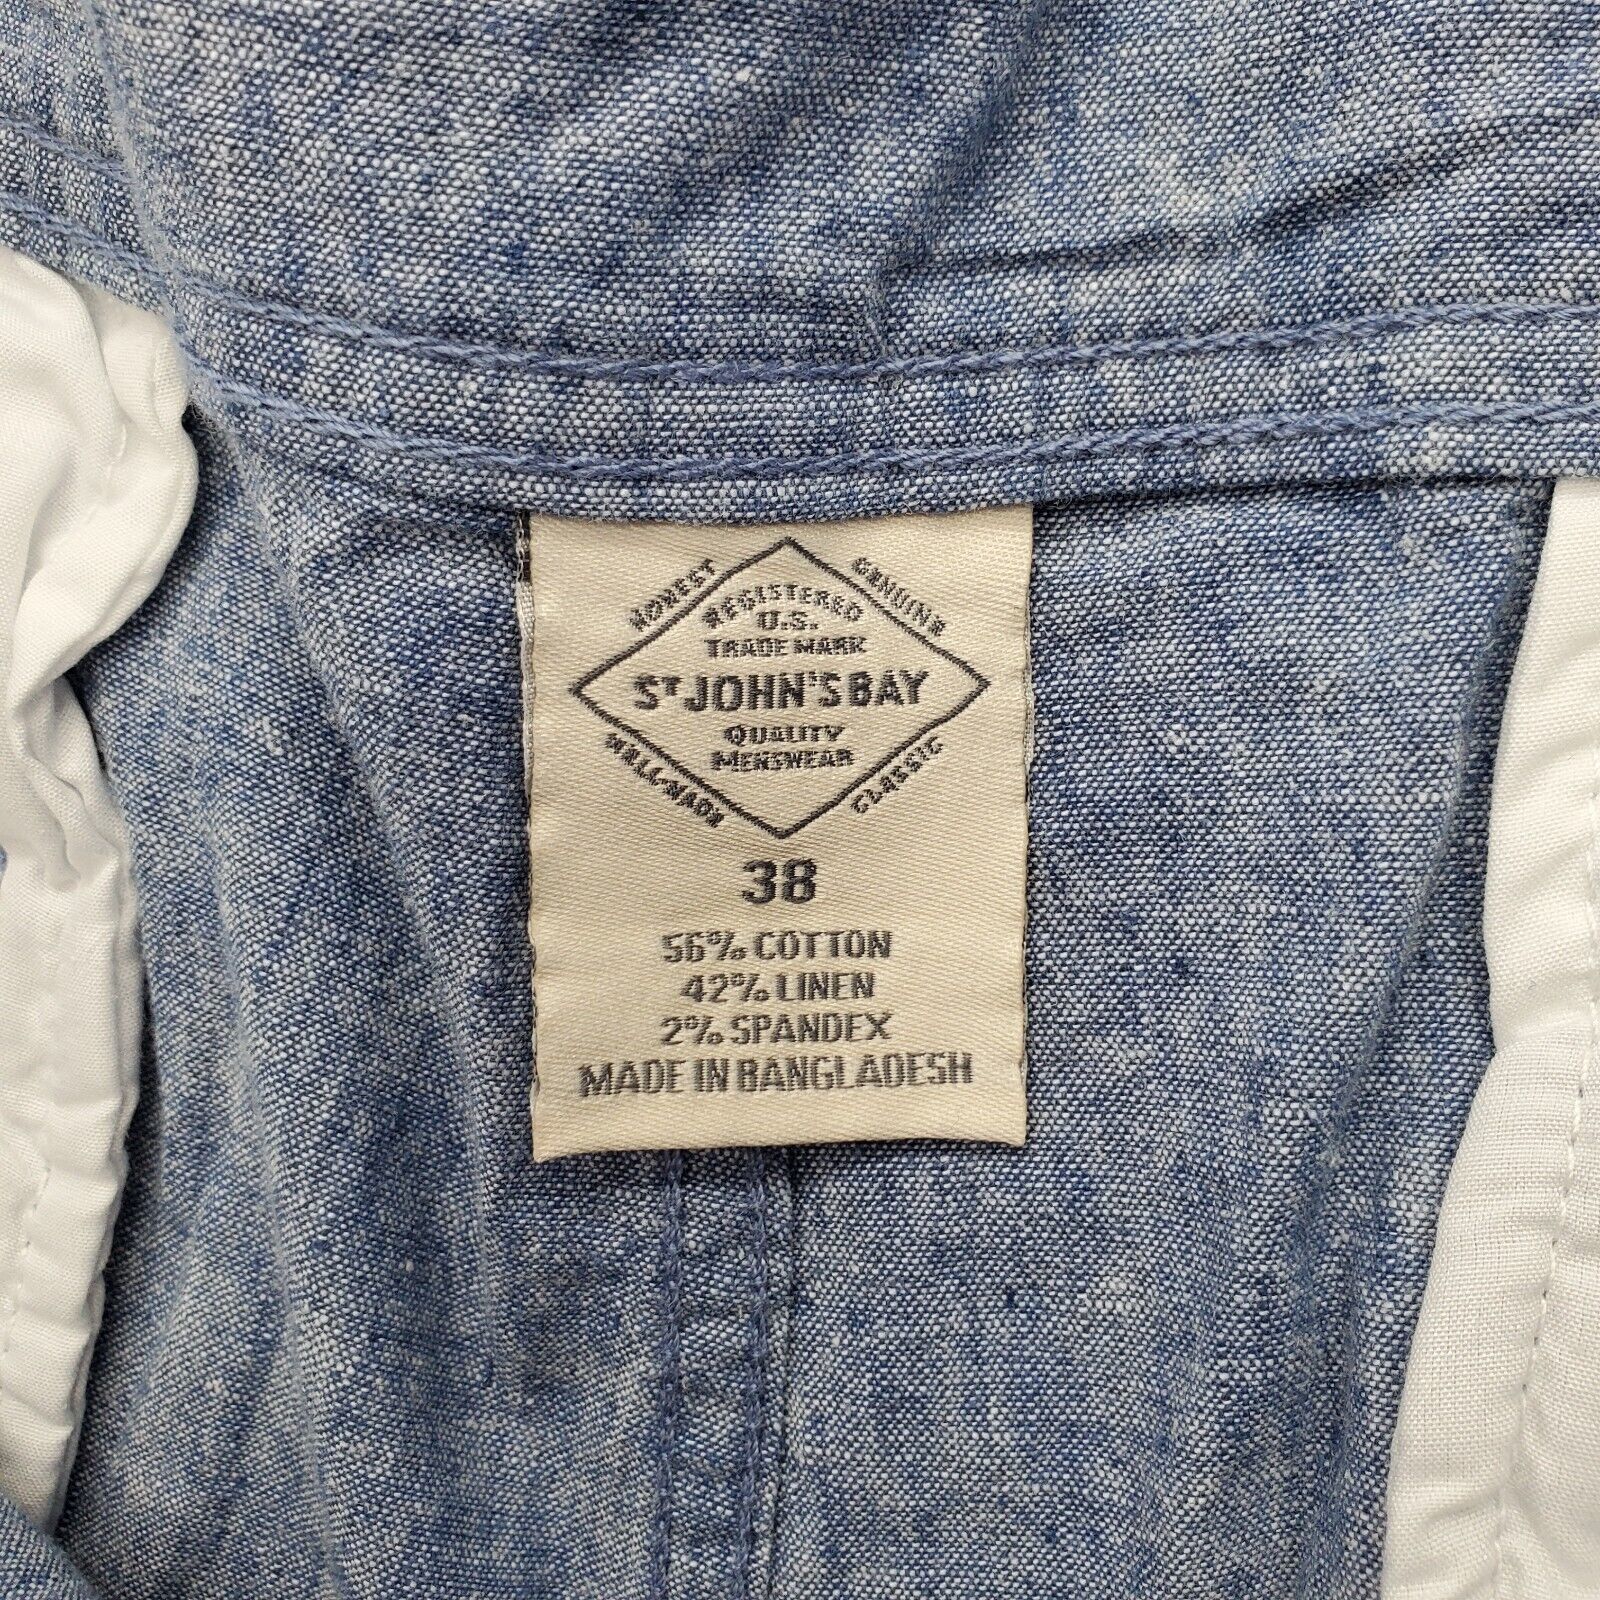 HONEST
GENUINE
REGISTERED
U.S.
TRADE MARK
ST JOHN'S BAY
QUALITY
MENSWEAR
WELL-MADE
CLASSIC
38
56% COTTON
42% LINEN
2% SPANDEX
MADE IN BANGLADESH